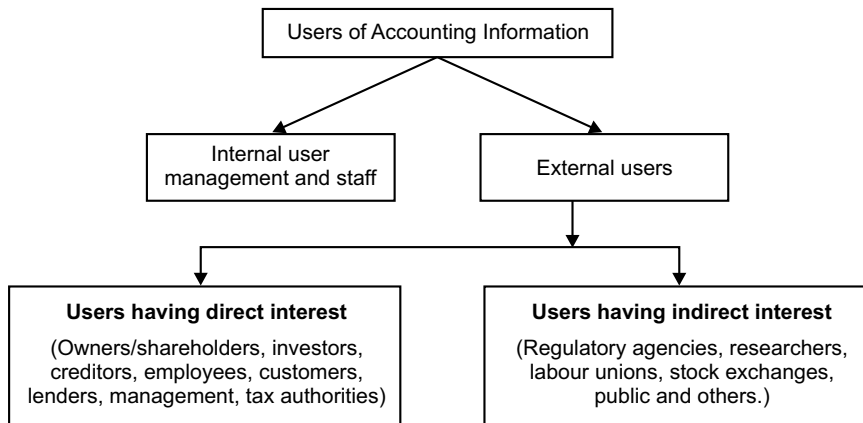 Users of Accounting Information
Internal user
management and staff
External users
Users having direct interest
(Owners/shareholders, investors,
creditors, employees, customers,
lenders, management, tax authorities)
Users having indirect interest
(Regulatory agencies, researchers,
labour unions, stock exchanges,
public and others.)